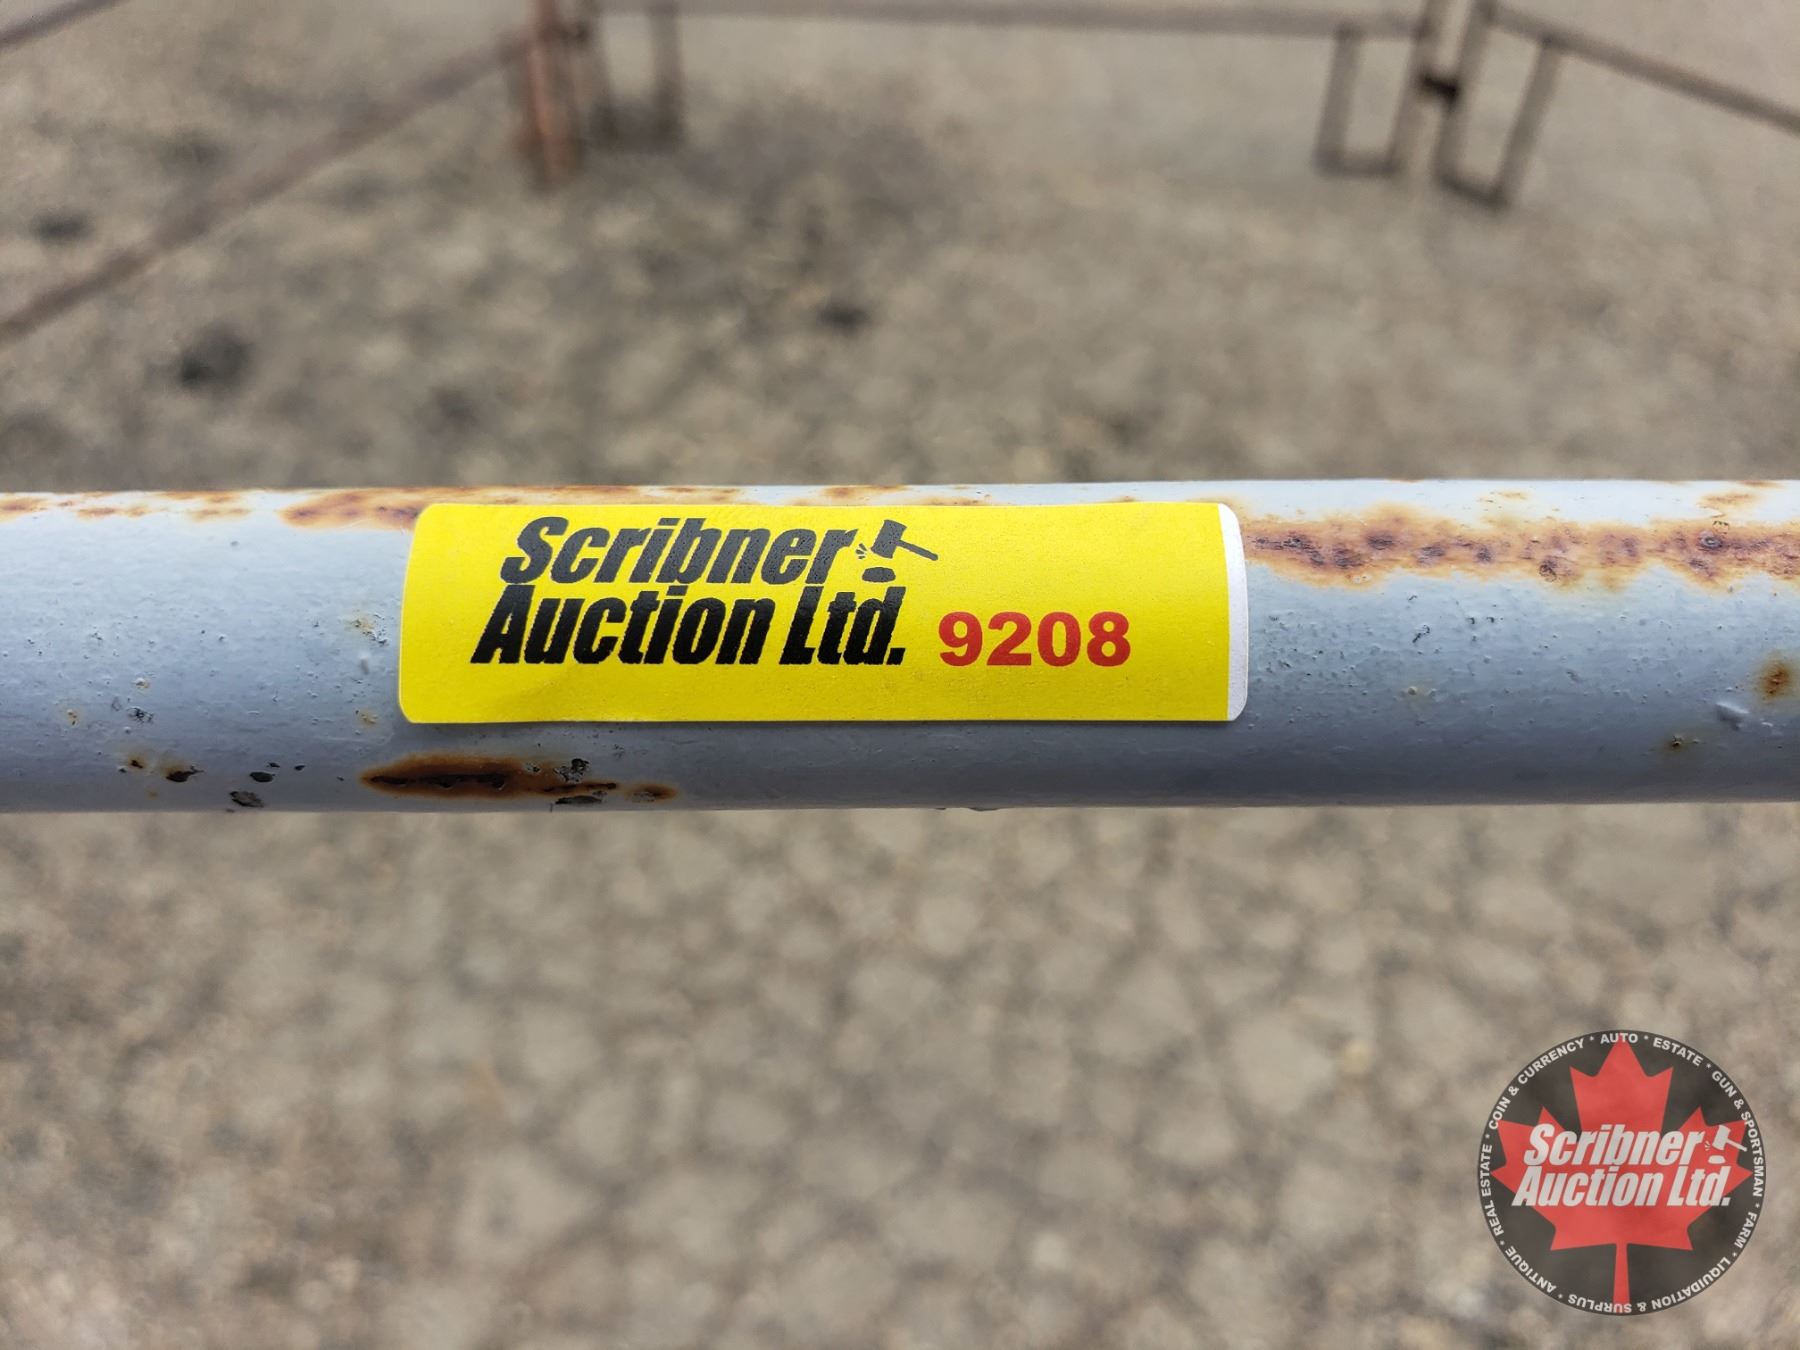 Scribner
Auction Ltd. 9208
COIN & CURRENCY * AUTO * ESTATE * GUN & SPORTSMAN * FARM * LIQUIDATION & SURPLUS * ANTIQUE * REAL ESTATE *
Scribner
Auction Ltd.